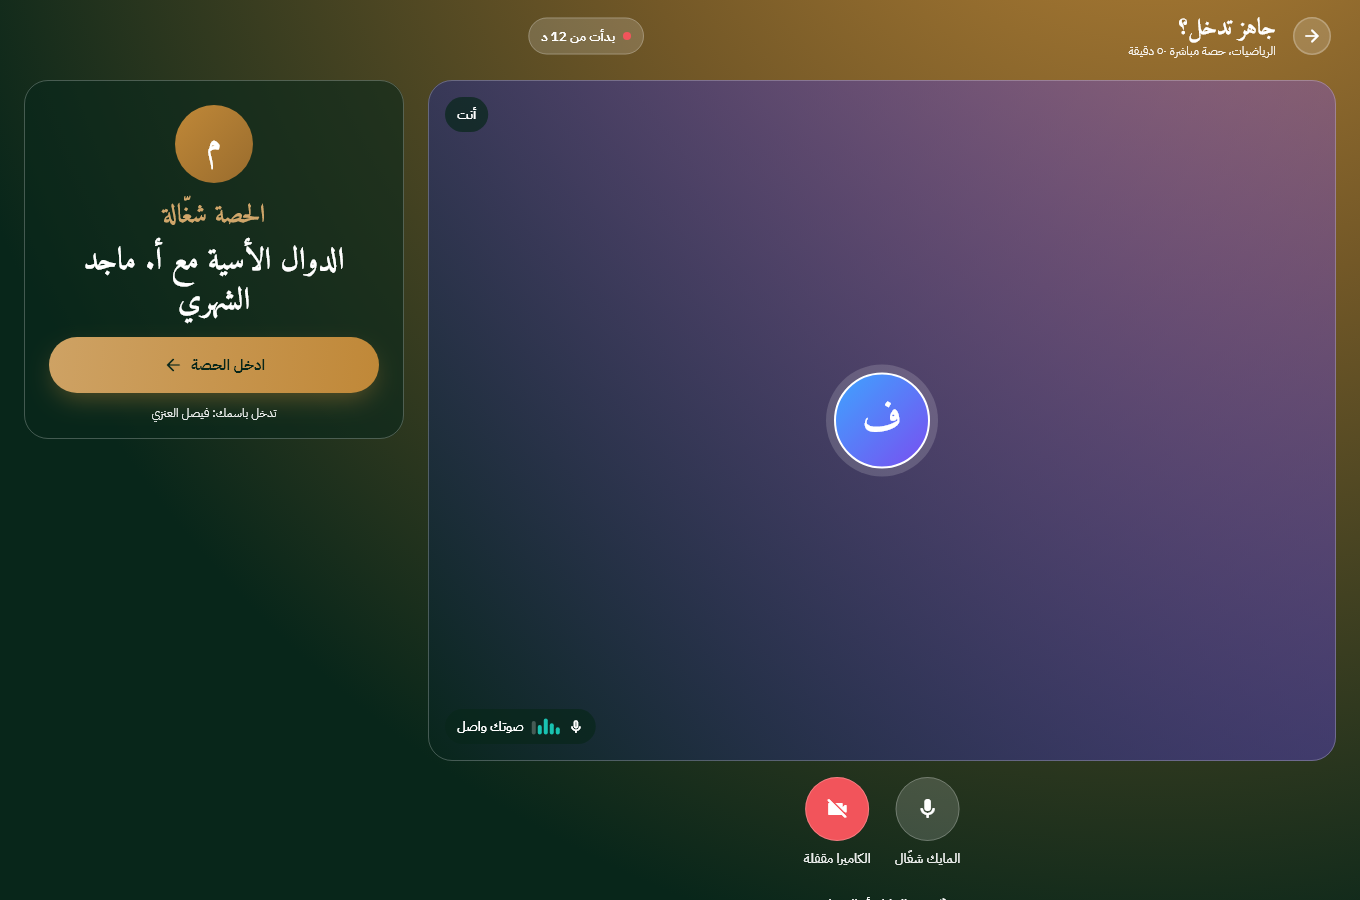 جاهز تدخل؟
الرياضيات، حصة مباشرة ٥٠ دقيقة
بدأت من 12 د
أنت
ف
صوتك واصل
المايك شغّال
الكاميرا مقفلة
م
الحصة شغّالة
الدوال الأسية مع أ. ماجد
الشهري
ادخل الحصة
تدخل باسمك: فيصل العنزي